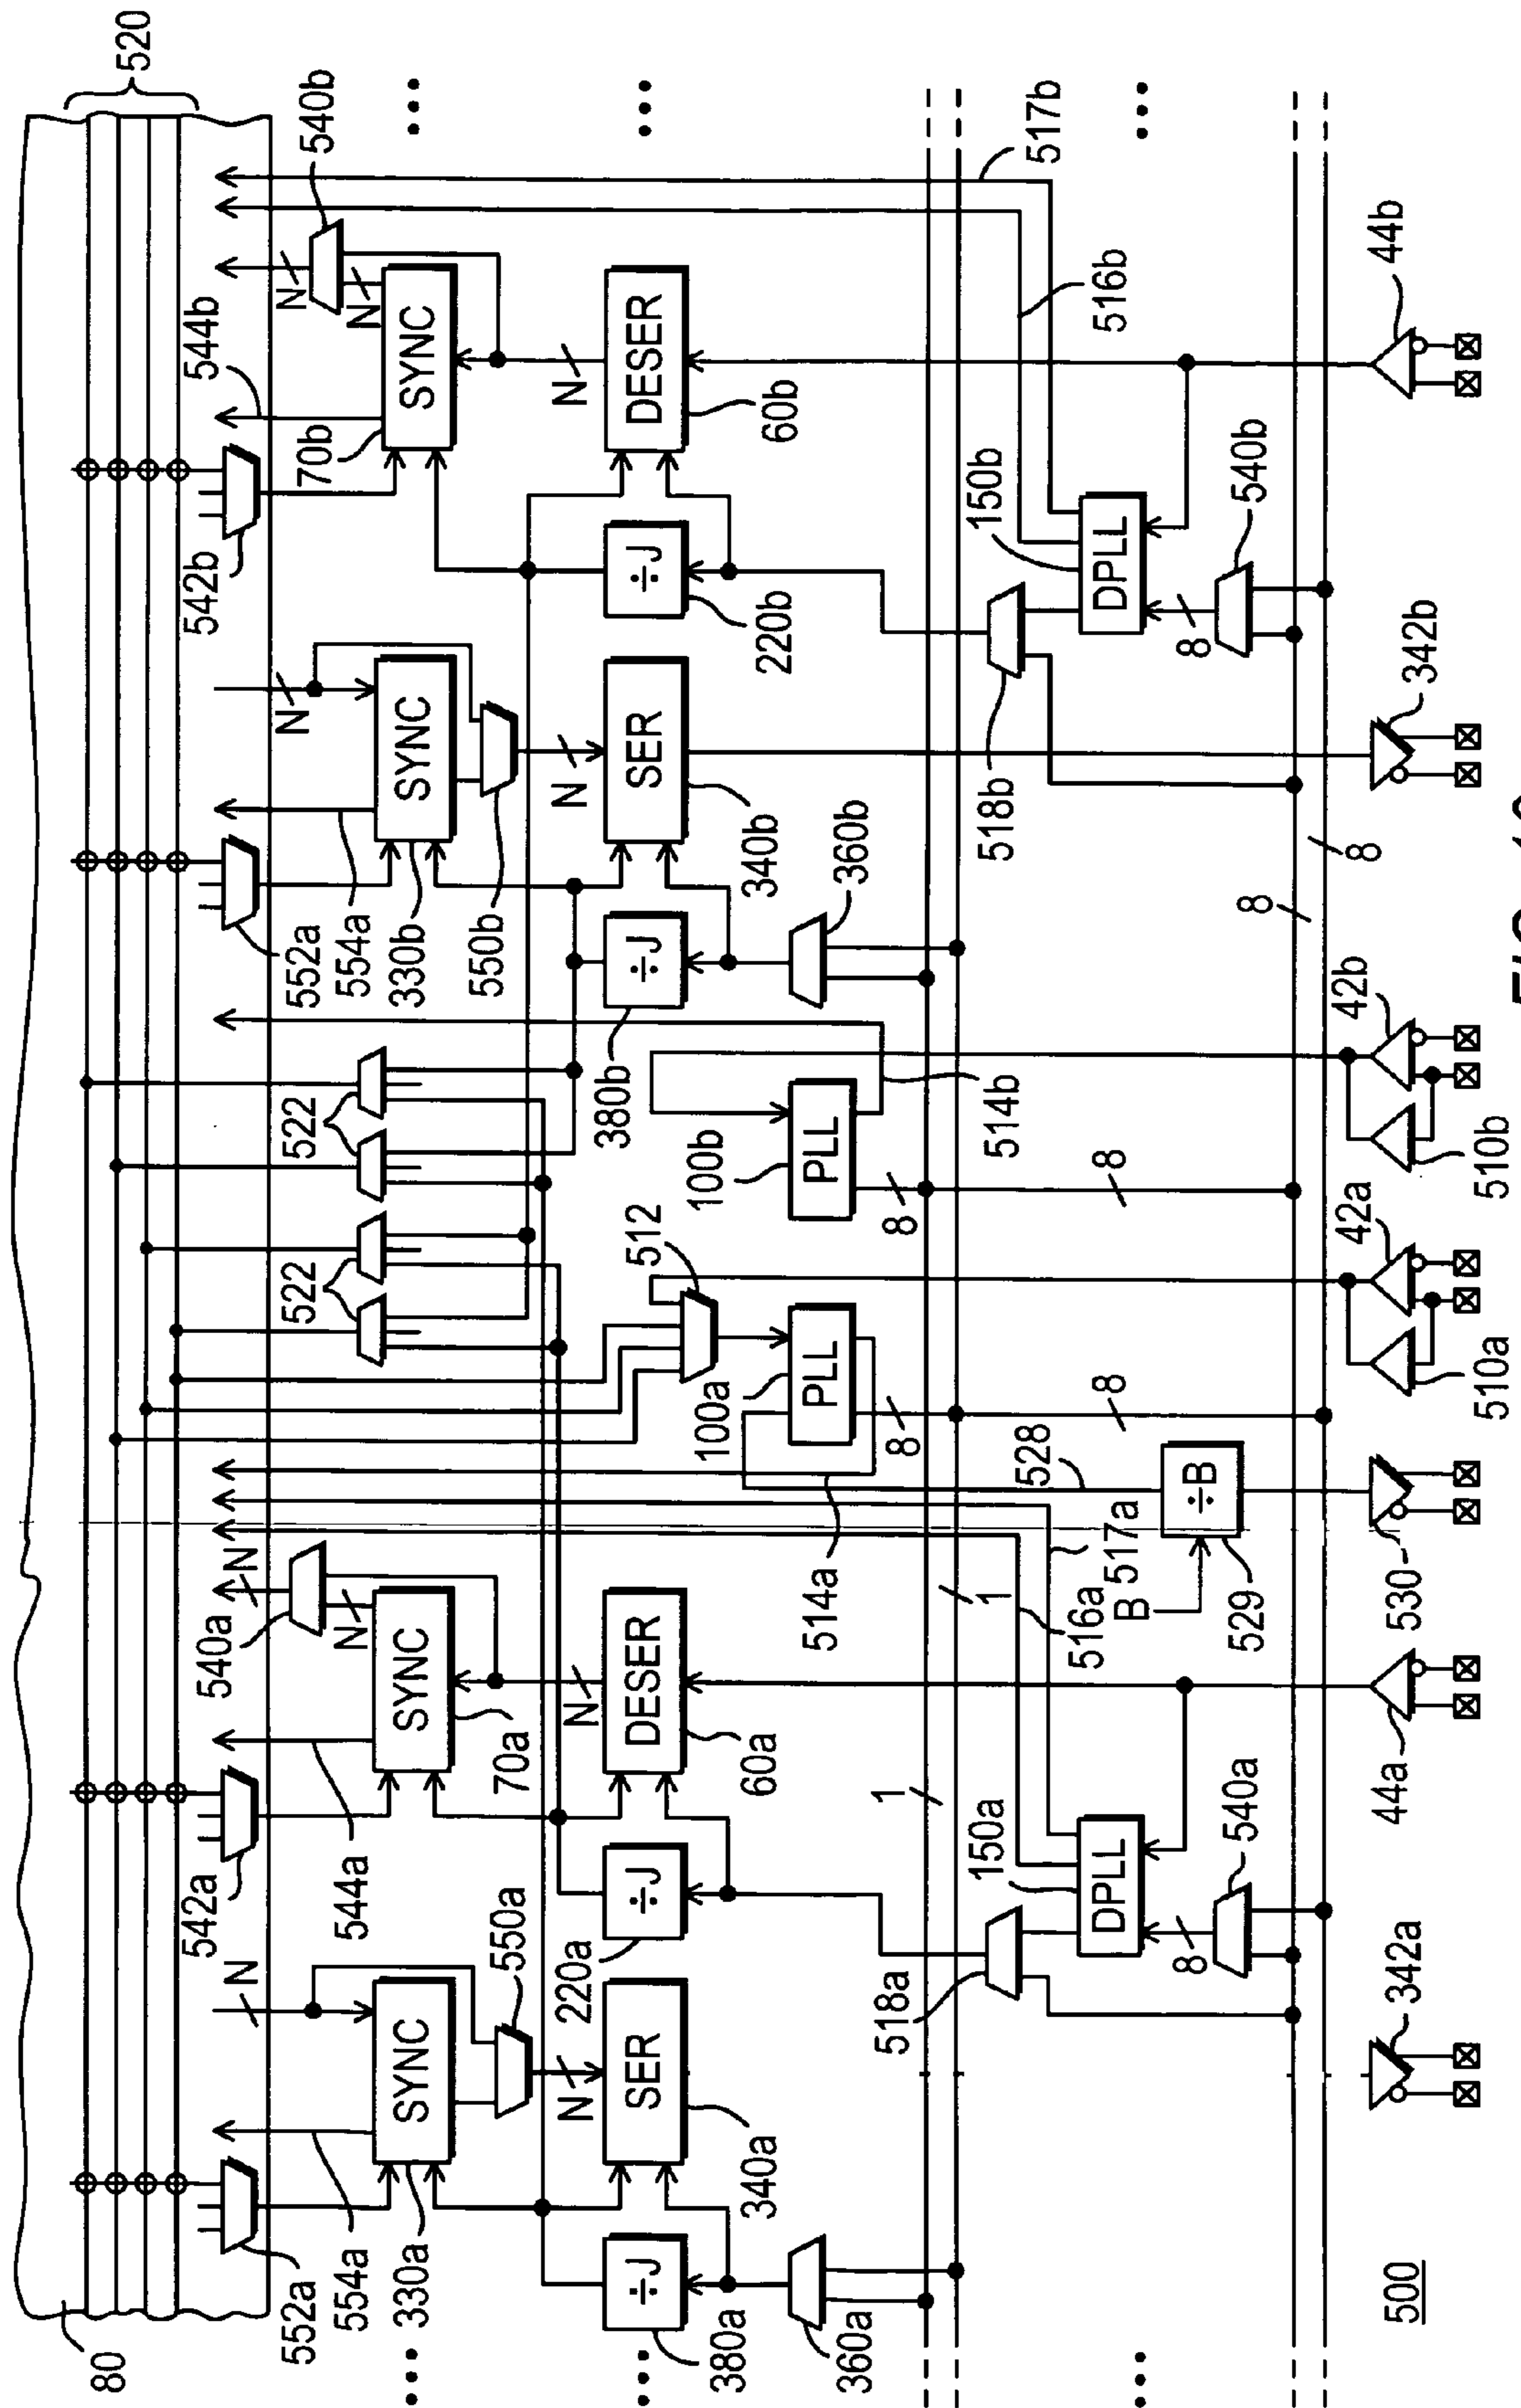 80
520
552a
554a
330a
SYNC
N
550a
N
542a
544a
SYNC
70a
540a
N
N
522
522
552a
554a
330b
SYNC
N
550b
N
542b
544b
70b
SYNC
N
N
540b
380a
÷J
SER
340a
220a
÷J
DESER
60a
N
512
100a
PLL
8
514a
100b
PLL
8
514b
380b
÷J
SER
340b
220b
÷J
DESER
60b
N
360a
360b
1
1
518a
150a
DPLL
516a
517a
8
540a
B
÷B
528
529
8
8
518b
150b
DPLL
516b
517b
8
540b
8
8
500
342a
44a
530
510a
42a
510b
42b
342b
44b